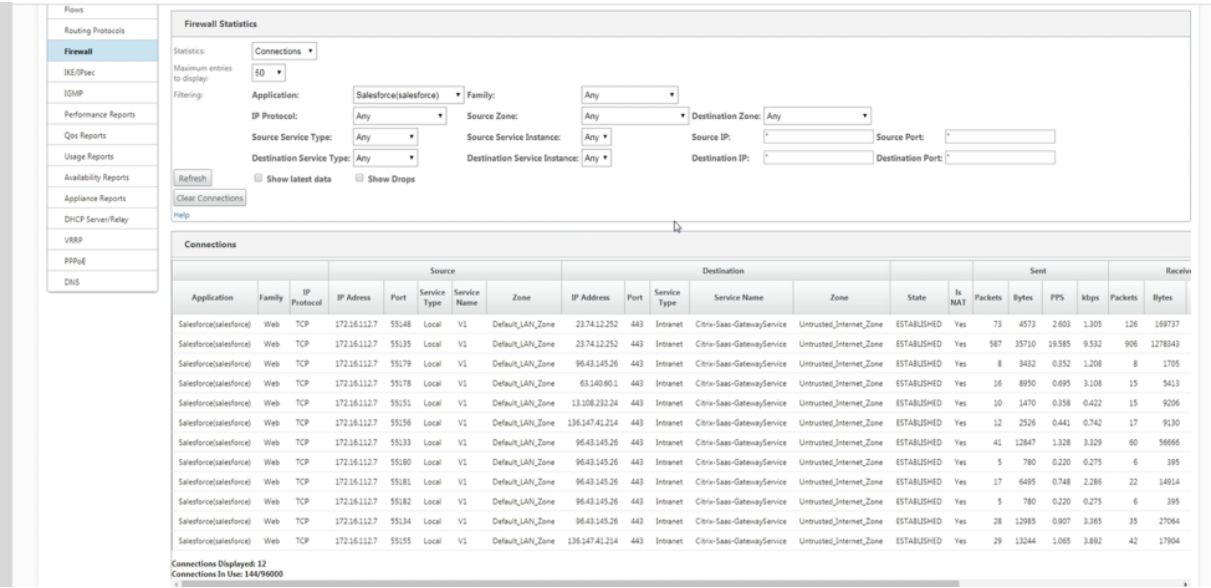 Flows
Routing Protocols
Firewall
IKE/IPsec
IGMP
Performance Reports
Qos Reports
Usage Reports
Availability Reports
Appliance Reports
DHCP Server/Relay
VRRP
PPPoE
DNS
Firewall Statistics
Statistics: Connections
Maximum entries to display: 50
Filtering: Application: Salesforce(salesforce) Family: Any
IP Protocol: Any Source Zone: Any Destination Zone: Any
Source Service Type: Any Source Service Instance: Any Source IP: * Source Port: *
Destination Service Type: Any Destination Service Instance: Any Destination IP: * Destination Port: *
Refresh Show latest data Show Drops
Clear Connections
Help
Connections
Source Destination Sent Receive
Application Family IP Protocol IP Adress Port Service Type Service Name Zone IP Address Port Service Type Service Name Zone State Is NAT Packets Bytes PPS kbps Packets Bytes
Salesforce(salesforce) Web TCP 172.16.112.7 55148 Local V1 Default_LAN_Zone 23.74.12.252 443 Intranet Citrix-Saas-GatewayService Untrusted_Internet_Zone ESTABLISHED Yes 73 4573 2.603 1.305 126 169737
Salesforce(salesforce) Web TCP 172.16.112.7 55135 Local V1 Default_LAN_Zone 23.74.12.252 443 Intranet Citrix-Saas-GatewayService Untrusted_Internet_Zone ESTABLISHED Yes 587 35710 19.585 9.532 906 1278343
Salesforce(salesforce) Web TCP 172.16.112.7 55179 Local V1 Default_LAN_Zone 96.43.145.26 443 Intranet Citrix-Saas-GatewayService Untrusted_Internet_Zone ESTABLISHED Yes 8 3432 0.352 1.208 8 1705
Salesforce(salesforce) Web TCP 172.16.112.7 55178 Local V1 Default_LAN_Zone 63.140.60.1 443 Intranet Citrix-Saas-GatewayService Untrusted_Internet_Zone ESTABLISHED Yes 16 8950 0.695 3.108 15 5413
Salesforce(salesforce) Web TCP 172.16.112.7 55151 Local V1 Default_LAN_Zone 13.108.232.24 443 Intranet Citrix-Saas-GatewayService Untrusted_Internet_Zone ESTABLISHED Yes 10 1470 0.358 0.422 15 9206
Salesforce(salesforce) Web TCP 172.16.112.7 55156 Local V1 Default_LAN_Zone 136.147.41.214 443 Intranet Citrix-Saas-GatewayService Untrusted_Internet_Zone ESTABLISHED Yes 12 2526 0.441 0.742 17 9130
Salesforce(salesforce) Web TCP 172.16.112.7 55133 Local V1 Default_LAN_Zone 96.43.145.26 443 Intranet Citrix-Saas-GatewayService Untrusted_Internet_Zone ESTABLISHED Yes 41 12847 1.328 3.329 60 56666
Salesforce(salesforce) Web TCP 172.16.112.7 55180 Local V1 Default_LAN_Zone 96.43.145.26 443 Intranet Citrix-Saas-GatewayService Untrusted_Internet_Zone ESTABLISHED Yes 5 780 0.220 0.275 6 395
Salesforce(salesforce) Web TCP 172.16.112.7 55181 Local V1 Default_LAN_Zone 96.43.145.26 443 Intranet Citrix-Saas-GatewayService Untrusted_Internet_Zone ESTABLISHED Yes 17 6495 0.748 2.286 22 14914
Salesforce(salesforce) Web TCP 172.16.112.7 55182 Local V1 Default_LAN_Zone 96.43.145.26 443 Intranet Citrix-Saas-GatewayService Untrusted_Internet_Zone ESTABLISHED Yes 5 780 0.220 0.275 6 395
Salesforce(salesforce) Web TCP 172.16.112.7 55134 Local V1 Default_LAN_Zone 96.43.145.26 443 Intranet Citrix-Saas-GatewayService Untrusted_Internet_Zone ESTABLISHED Yes 28 12985 0.907 3.365 35 27064
Salesforce(salesforce) Web TCP 172.16.112.7 55155 Local V1 Default_LAN_Zone 136.147.41.214 443 Intranet Citrix-Saas-GatewayService Untrusted_Internet_Zone ESTABLISHED Yes 29 13244 1.065 3.892 42 17904
Connections Displayed: 12
Connections In Use: 144/96000